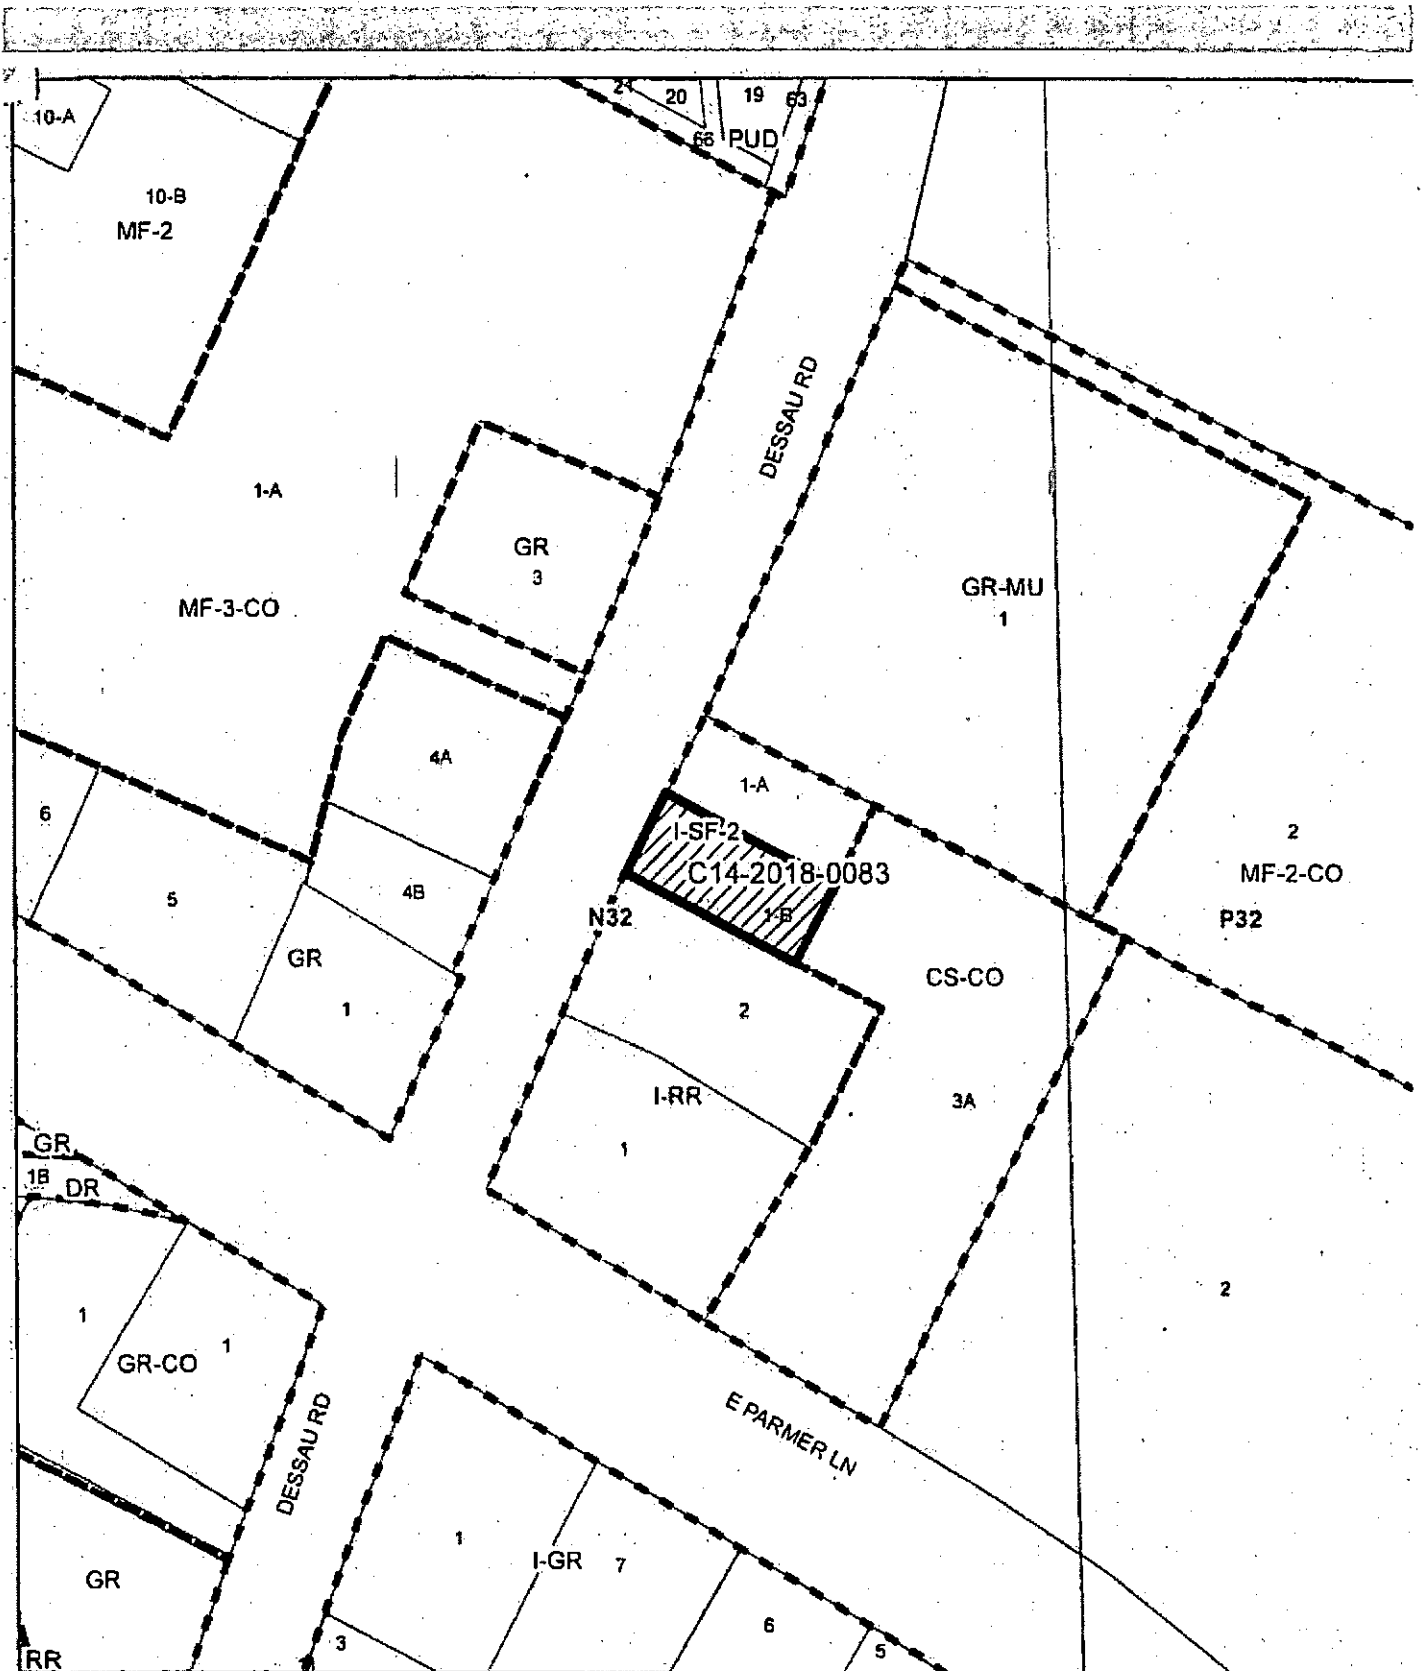 10-A
20
19
63
66
PUD
10-B
MF-2
DESSAU RD
1-A
GR
3
GR-MU
1
MF-3-CO
4A
1-A
6
I-SF-2
2
C14-2018-0083
MF-2-CO
5
4B
1-B
N32
P32
GR
CS-CO
1
2
I-RR
3A
1
GR
1B
DR
2
1
1
GR-CO
E PARMER LN
DESSAU RD
1
I-GR
7
GR
6
3
5
RR